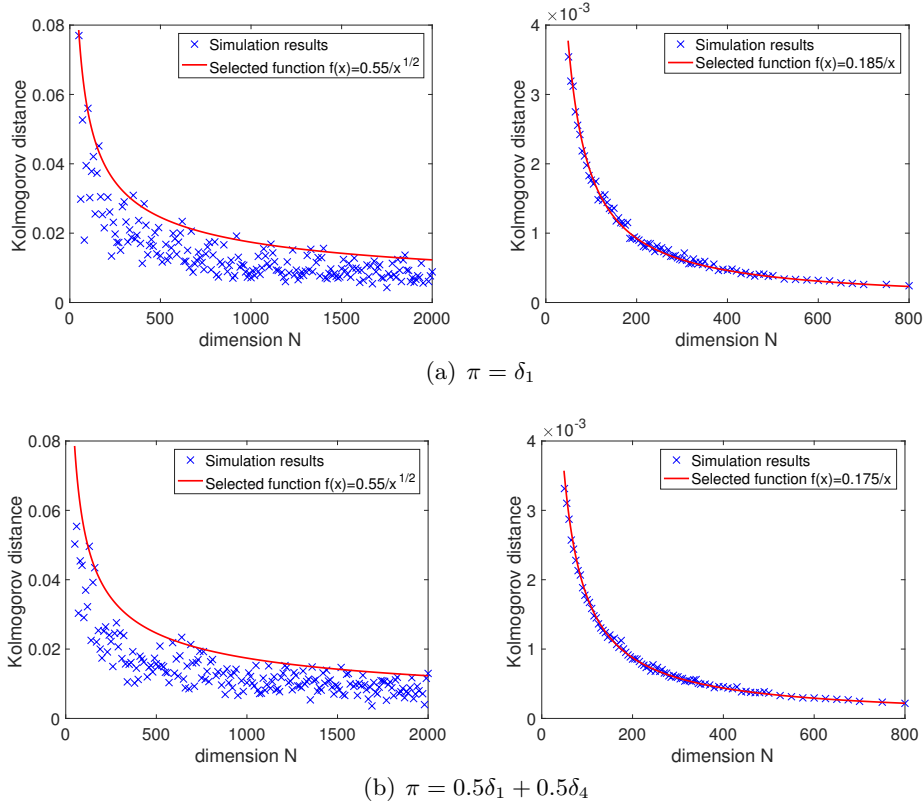 0.08
0.06
0.04
0.02
0
Kolmogorov distance
× Simulation results
Selected function f(x)=0.55/x^{1/2}
0 500 1000 1500 2000
dimension N
×10^{-3}
4
3
2
1
0
Kolmogorov distance
× Simulation results
Selected function f(x)=0.185/x
0 200 400 600 800
dimension N
(a) π = δ₁
0.08
0.06
0.04
0.02
0
Kolmogorov distance
× Simulation results
Selected function f(x)=0.55/x^{1/2}
0 500 1000 1500 2000
dimension N
×10^{-3}
4
3
2
1
0
Kolmogorov distance
× Simulation results
Selected function f(x)=0.175/x
0 200 400 600 800
dimension N
(b) π = 0.5δ₁ + 0.5δ₄